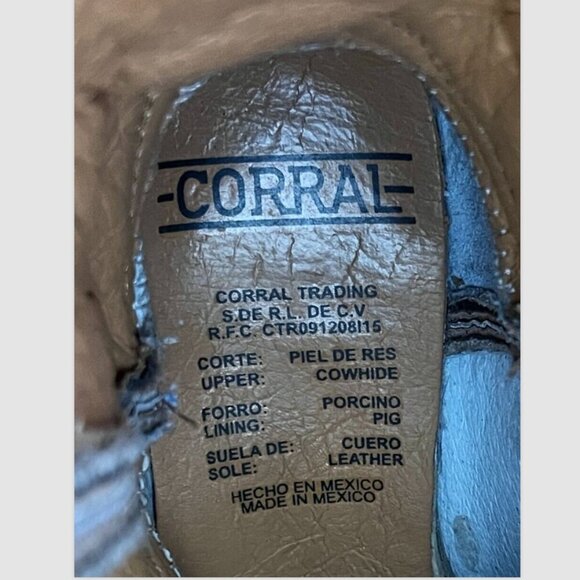 CORRAL
CORRAL TRADING
S.DE R.L. DE C.V
R.F.C. CTR091208I15
CORTE: PIEL DE RES
UPPER: COWHIDE
FORRO: PORCINO
LINING: PIG
SUELA DE: CUERO
SOLE: LEATHER
HECHO EN MEXICO
MADE IN MEXICO